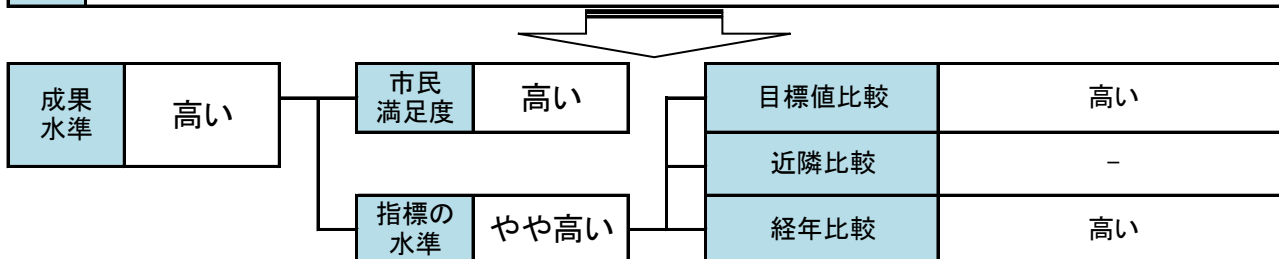 成果
水準
高い
市民
満足度
高い
指標の
水準
やや高い
目標値比較
高い
近隣比較
－
経年比較
高い